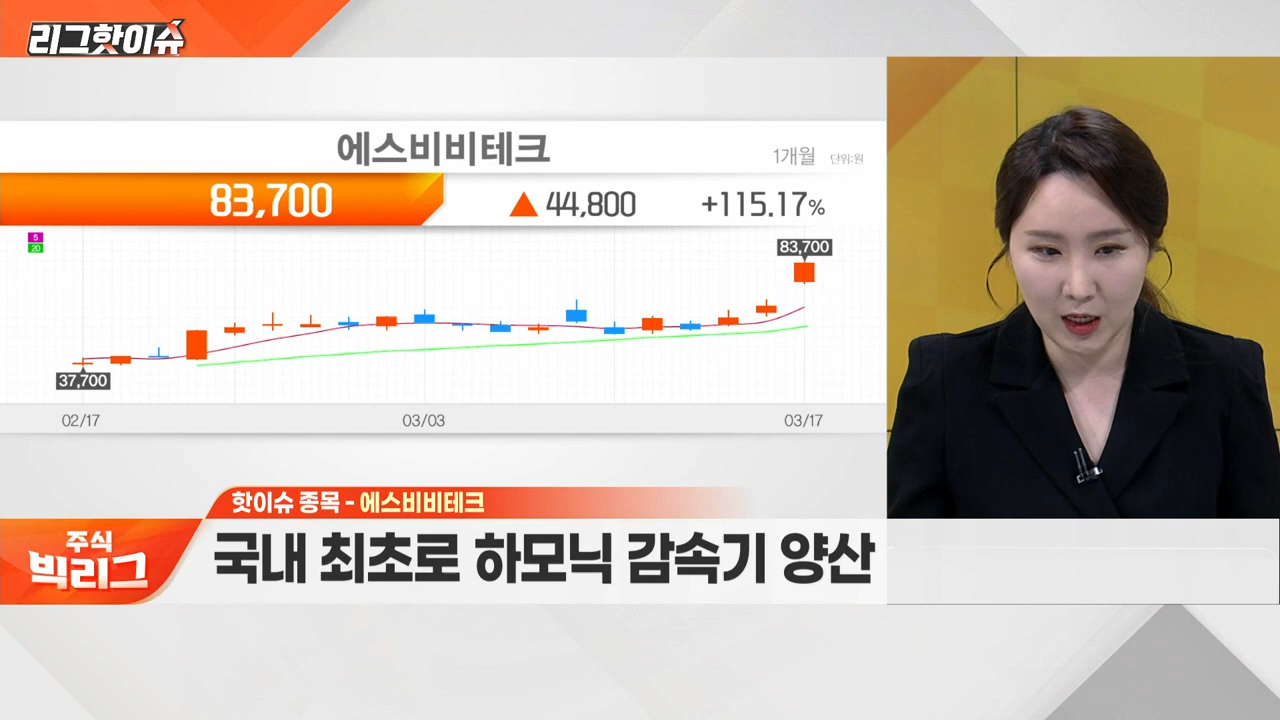 리그핫이슈
에스비비테크
1개월 단위:원
83,700 ▲ 44,800 +115.17%
5
20
83,700
37,700
02/17 03/03 03/17
핫이슈 종목 - 에스비비테크
주식
빅리그
국내 최초로 하모닉 감속기 양산